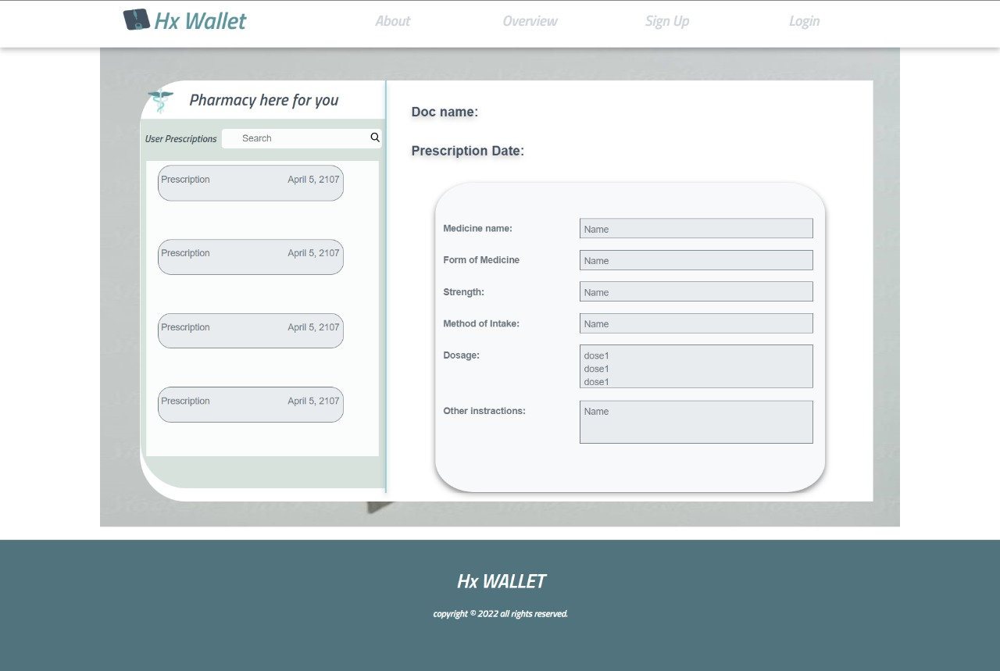 Hx Wallet
About
Overview
Sign Up
Login
Pharmacy here for you
User Prescriptions
Search
Prescription April 5, 2107
Prescription April 5, 2107
Prescription April 5, 2107
Prescription April 5, 2107
Doc name:
Prescription Date:
Medicine name: Name
Form of Medicine Name
Strength: Name
Method of Intake: Name
Dosage: dose1
dose1
dose1
Other instractions: Name
Hx WALLET
copyright © 2022 all rights reserved.